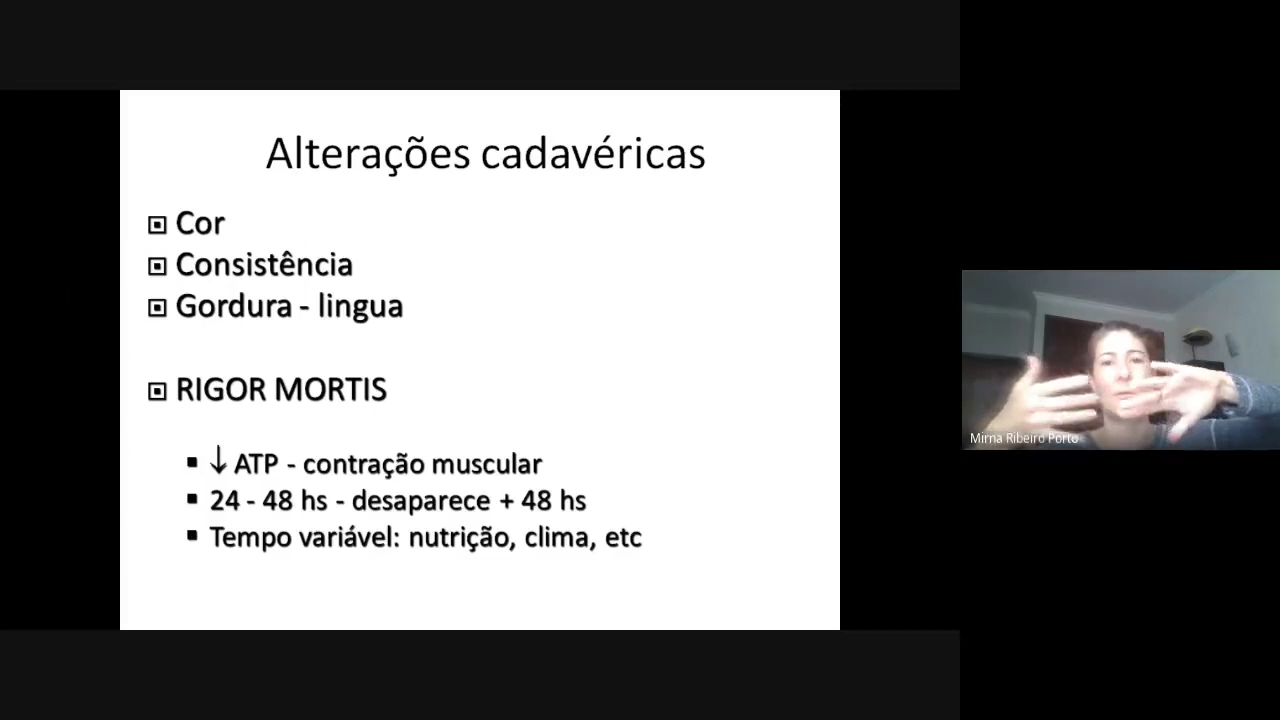 Alterações cadavéricas
Cor
Consistência
Gordura - lingua
RIGOR MORTIS
↓ ATP - contração muscular
24 - 48 hs - desaparece + 48 hs
Tempo variável: nutrição, clima, etc
Mirna Ribeiro Porto